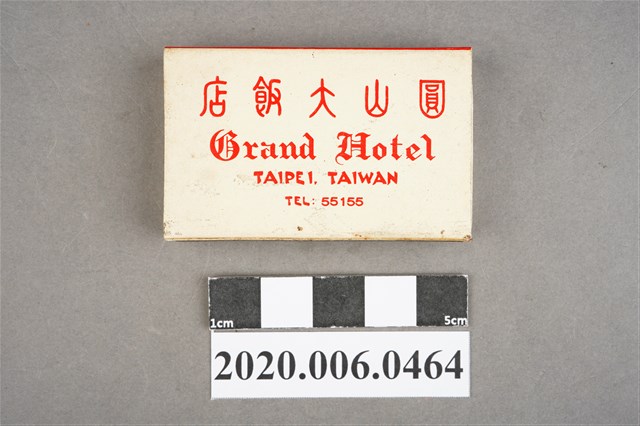 店飯大山圓
Grand Hotel
TAIPEI. TAIWAN
TEL: 55155
1cm 5cm
2020.006.0464